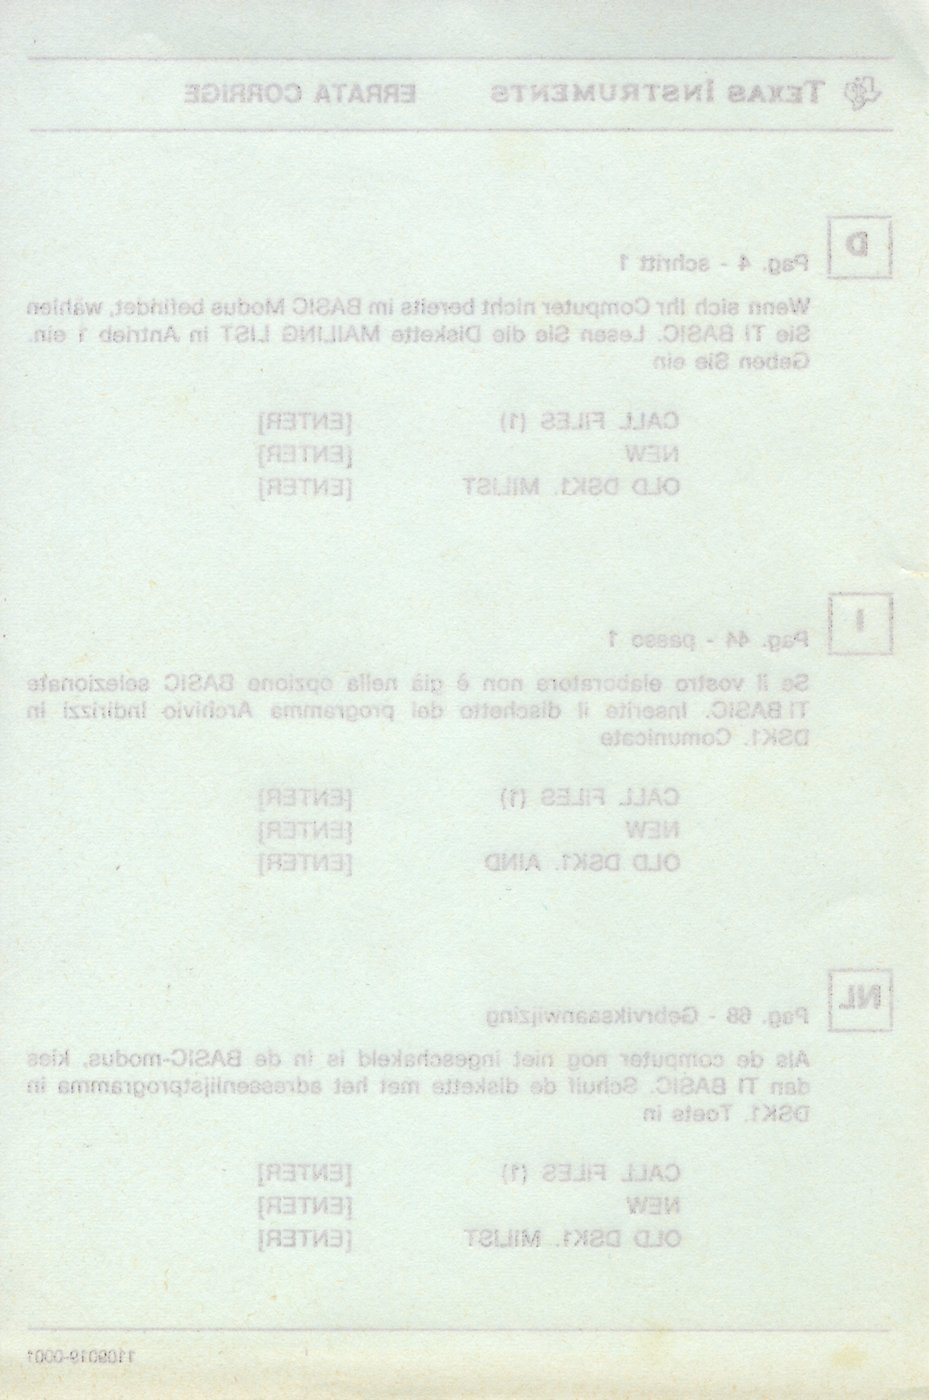 TEXAS INSTRUMENTS ERRATA CORRIGE
D
Pag. 4 - schritt 1
Wenn sich Ihr Computer nicht bereits im BASIC Modus befindet, wählen
Sie TI BASIC. Lesen Sie die Diskette MAILING LIST in Antrieb 1 ein.
Geben Sie ein
CALL FILES (1) [ENTER]
NEW [ENTER]
OLD DSK1. MILIST [ENTER]
I
Pag. 44 - passo 1
Se il vostro elaboratore non è già nella opzione BASIC selezionate
TI BASIC. Inserite il dischetto del programma Archivio Indirizzi in
DSK1. Comunicate
CALL FILES (1) [ENTER]
NEW [ENTER]
OLD DSK1. AIND [ENTER]
NL
Pag. 68 - Gebrviksaanwijzing
Als de computer nog niet ingeschakeld is in de BASIC-modus, kies
dan TI BASIC. Schuif de diskette met het adressenlijstprogramma in
DSK1. Toets in
CALL FILES (1) [ENTER]
NEW [ENTER]
OLD DSK1. MILIST [ENTER]
1109019-0001